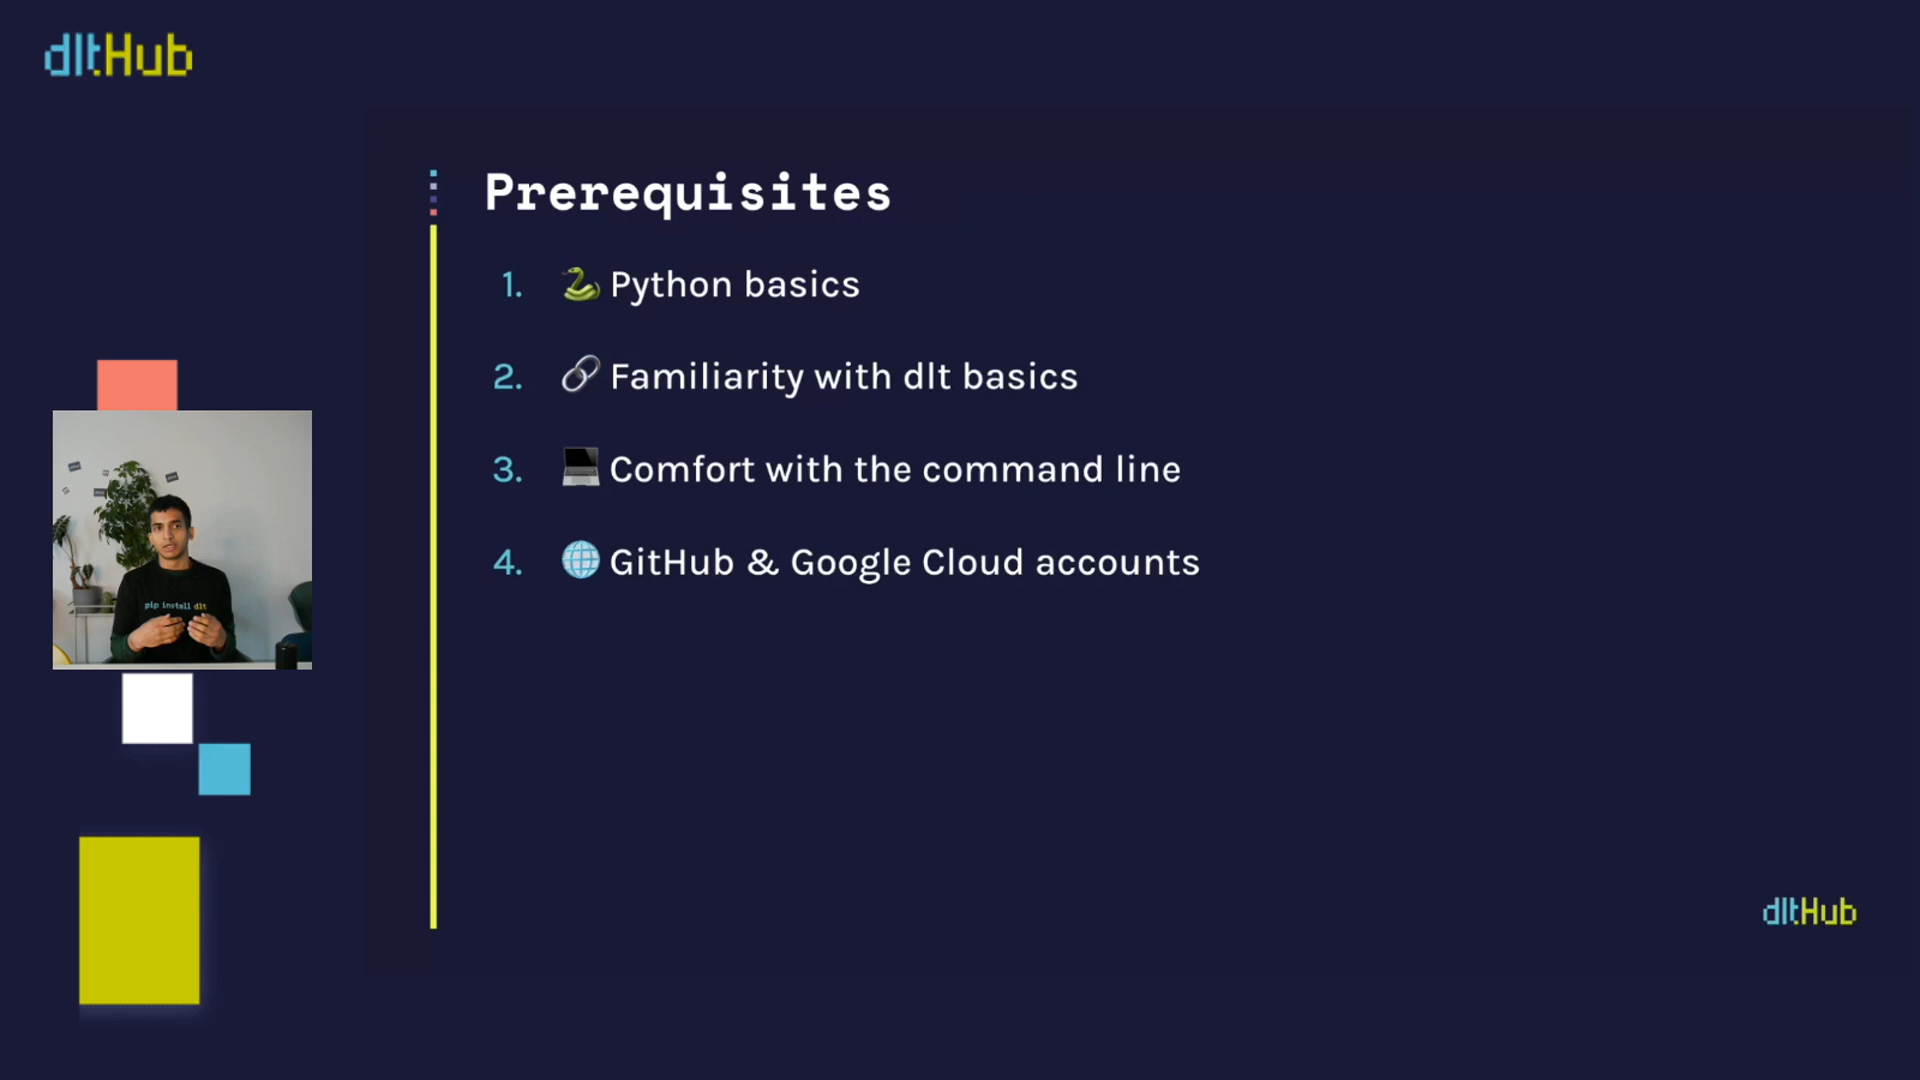 dltHub
Prerequisites
1. 🐍 Python basics
2. 🔗 Familiarity with dlt basics
3. 💻 Comfort with the command line
4. 🌐 GitHub & Google Cloud accounts
pip install dlt
dltHub